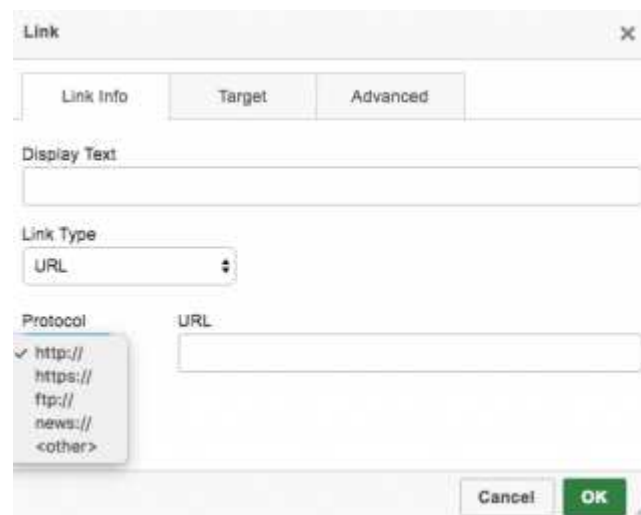 Link ×
Link Info Target Advanced
Display Text
Link Type
URL
Protocol URL
✓ http://
https://
ftp://
news://
<other>
Cancel OK